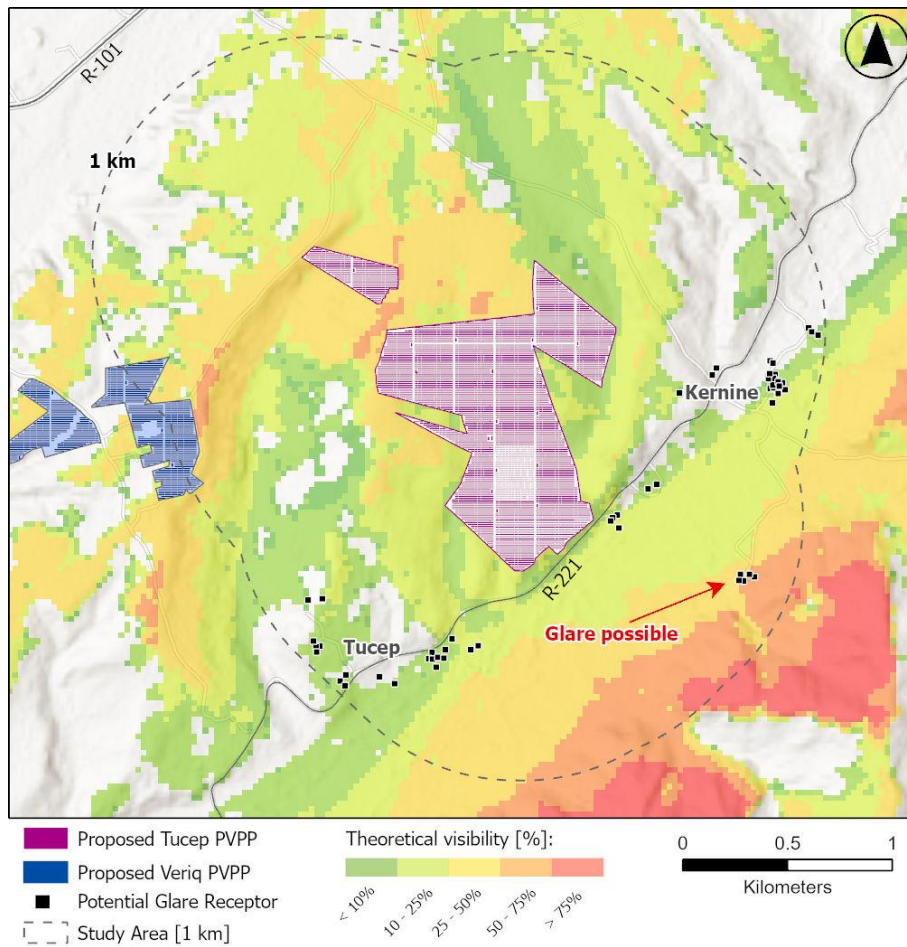 R-101
1 km
Kernine
R-221
Glare possible
Tucep
Proposed Tucep PVPP
Proposed Veriq PVPP
Potential Glare Receptor
Study Area [1 km]
Theoretical visibility [%]:
< 10%
10 - 25%
25 - 50%
50 - 75%
> 75%
0 0.5 1
Kilometers